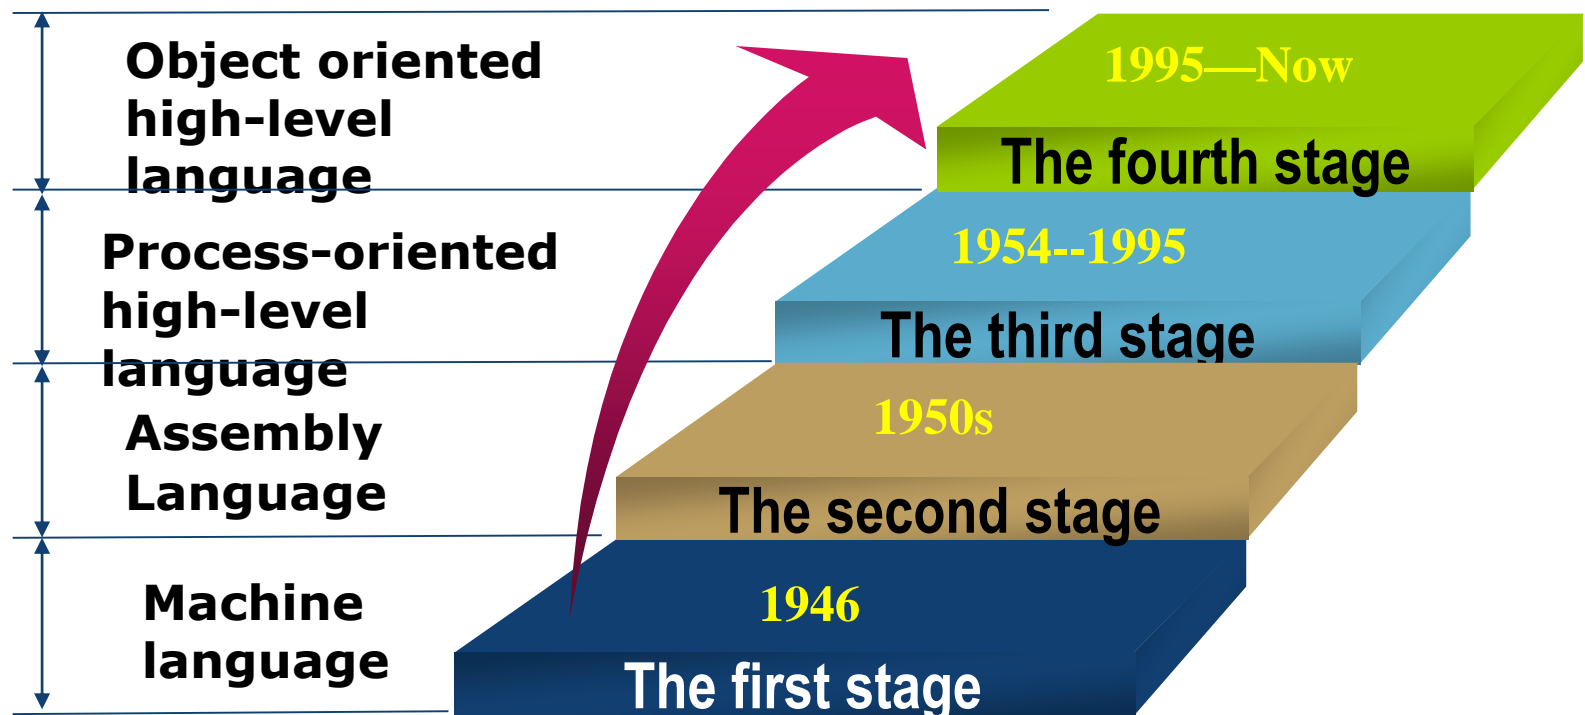 Object oriented
high-level
language
1995—Now
The fourth stage
Process-oriented
high-level
language
1954--1995
The third stage
Assembly
Language
1950s
The second stage
Machine
language
1946
The first stage